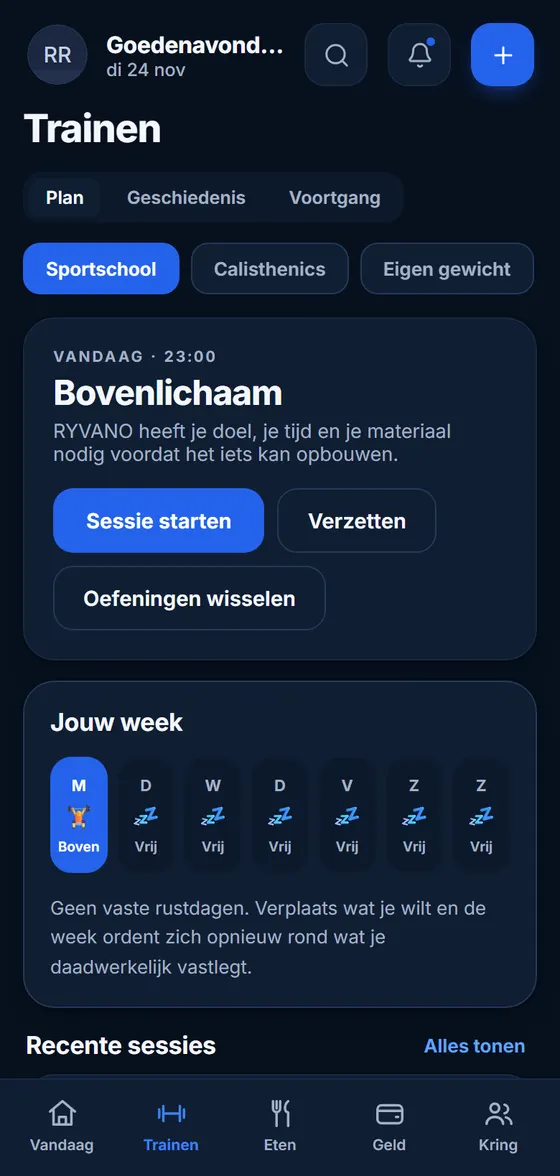 RR
Goedenavond...
di 24 nov
Trainen
Plan Geschiedenis Voortgang
Sportschool Calisthenics Eigen gewicht
VANDAAG · 23:00
Bovenlichaam
RYVANO heeft je doel, je tijd en je materiaal
nodig voordat het iets kan opbouwen.
Sessie starten Verzetten
Oefeningen wisselen
Jouw week
M D W D V Z Z
Boven Vrij Vrij Vrij Vrij Vrij Vrij
Geen vaste rustdagen. Verplaats wat je wilt en de
week ordent zich opnieuw rond wat je
daadwerkelijk vastlegt.
Recente sessies Alles tonen
Vandaag Trainen Eten Geld Kring